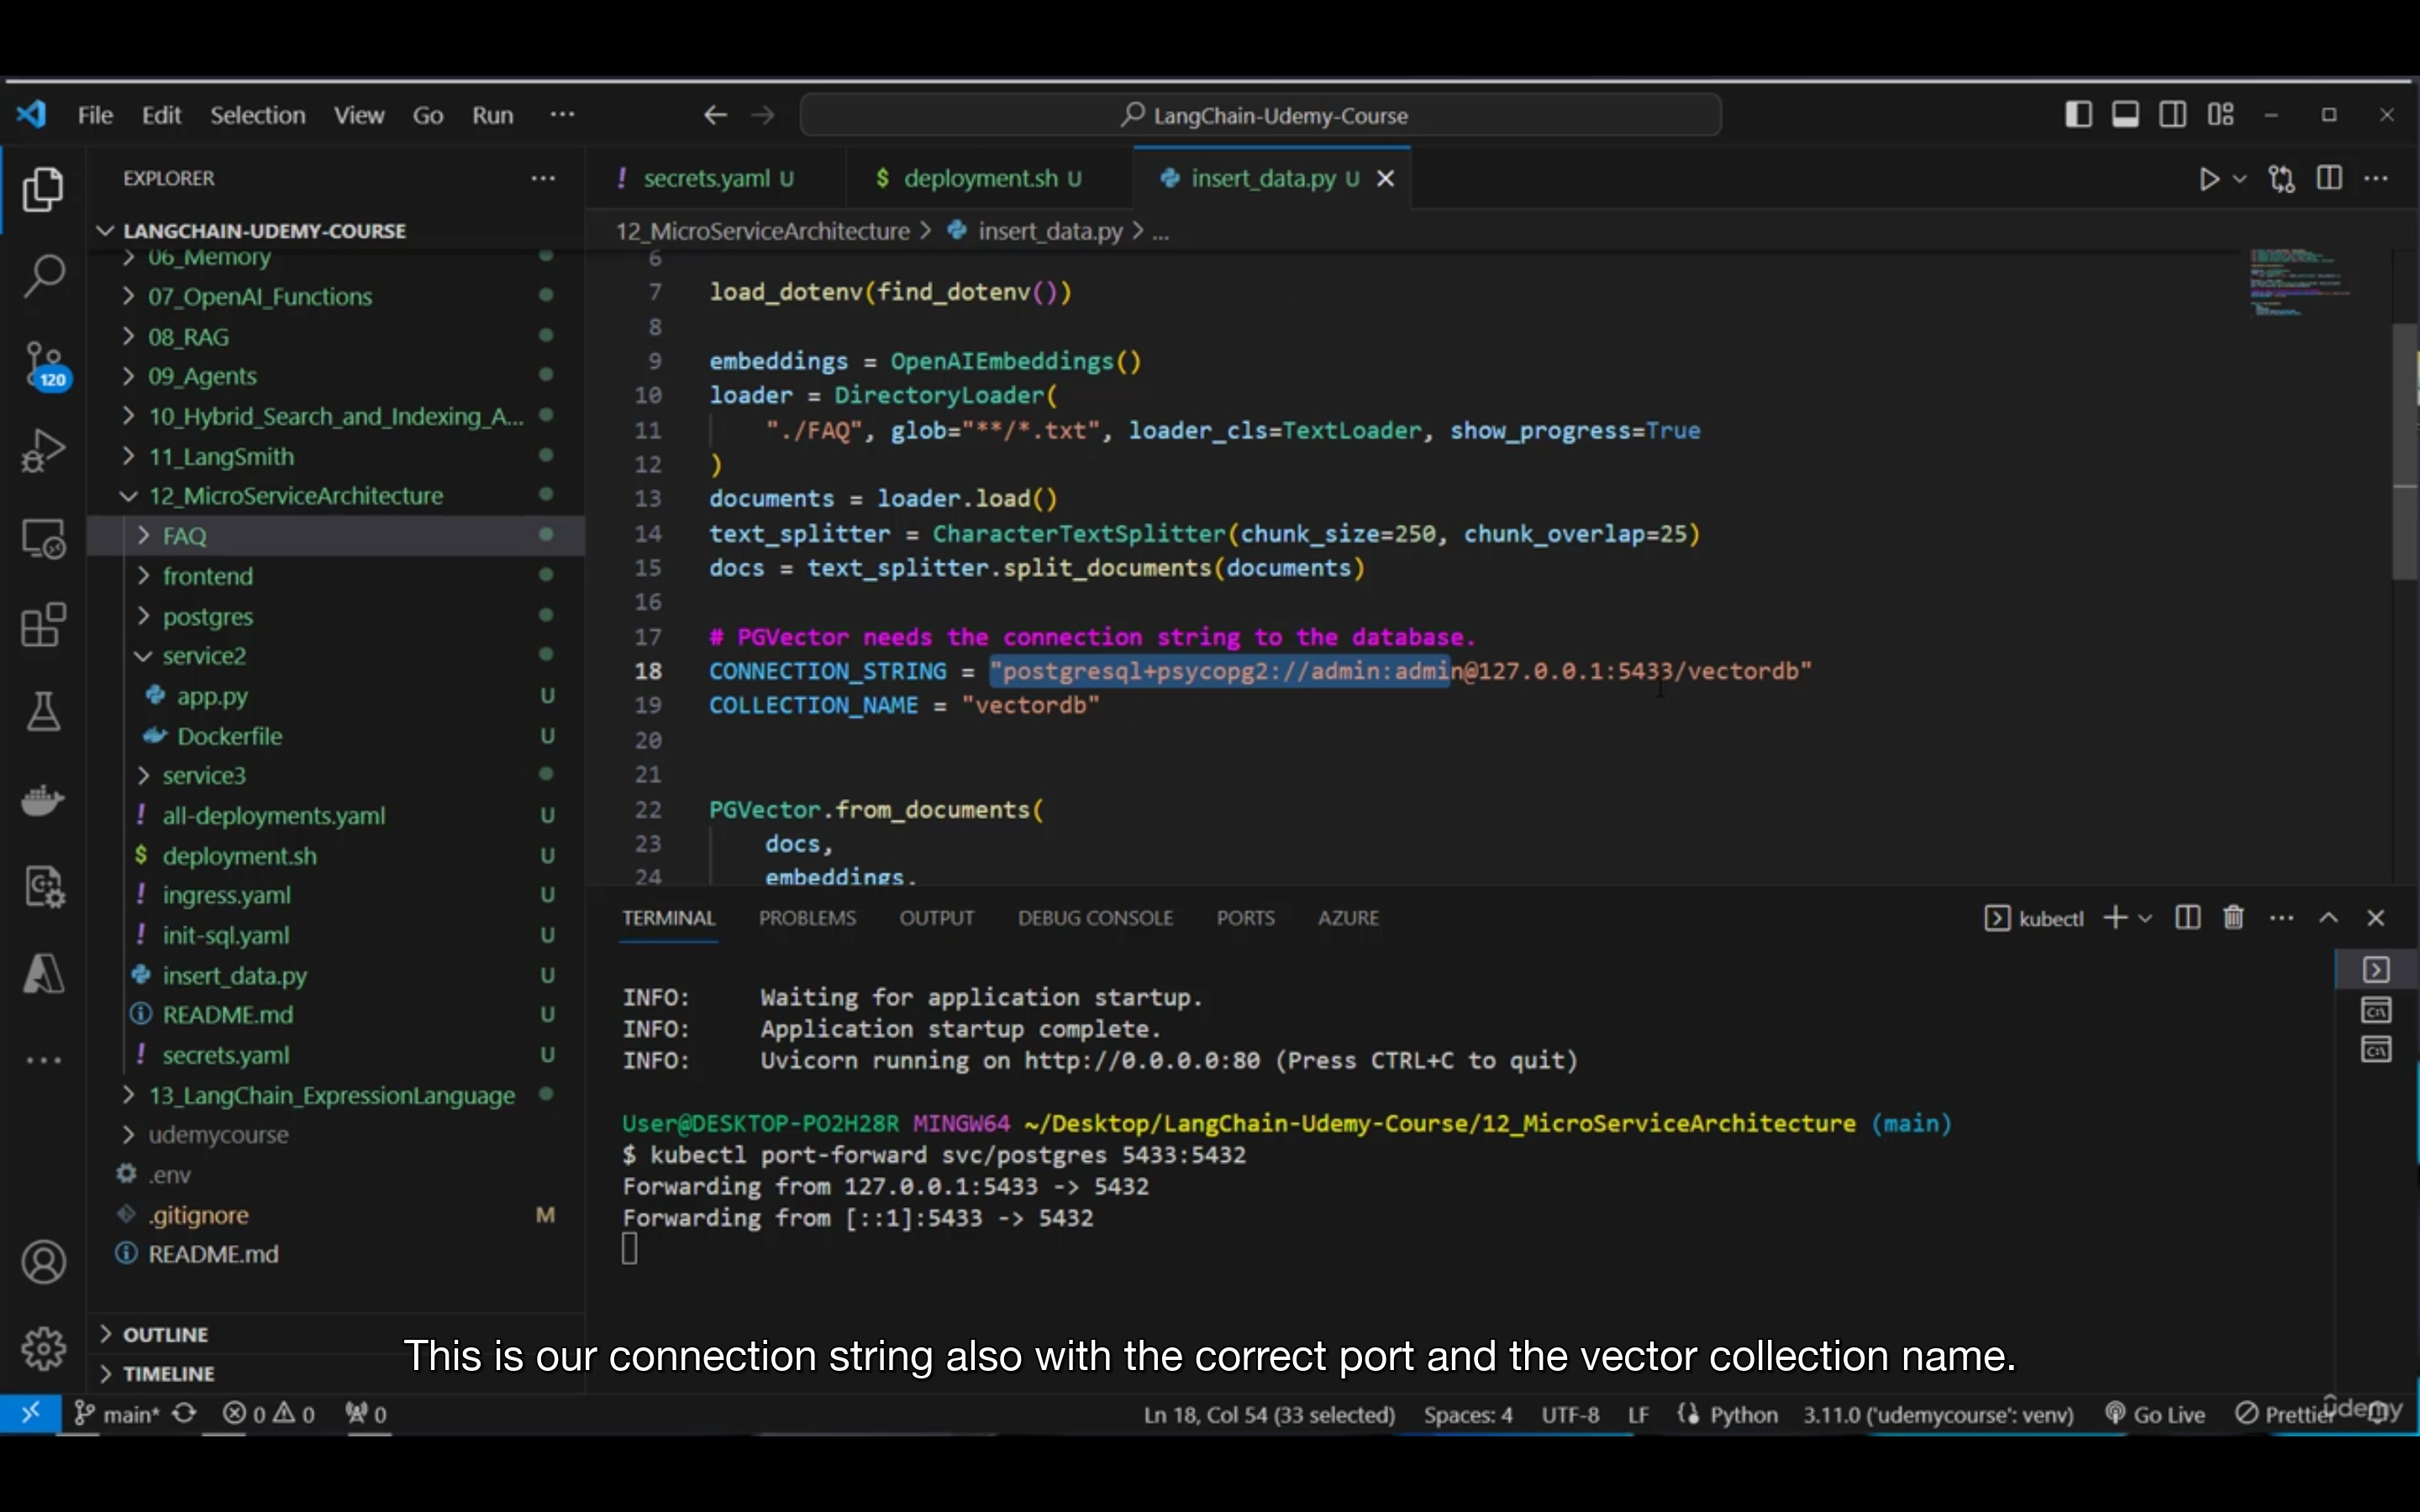 File Edit Selection View Go Run ... LangChain-Udemy-Course
EXPLORER
LANGCHAIN-UDEMY-COURSE
06_Memory
07_OpenAI_Functions
08_RAG
09_Agents
10_Hybrid_Search_and_Indexing_A...
11_LangSmith
12_MicroServiceArchitecture
FAQ
frontend
postgres
service2
app.py U
Dockerfile U
service3
! all-deployments.yaml U
$ deployment.sh U
! ingress.yaml U
! init-sql.yaml U
insert_data.py U
README.md U
! secrets.yaml U
13_LangChain_ExpressionLanguage
udemycourse
.env
.gitignore M
README.md
OUTLINE
TIMELINE
120
! secrets.yaml U $ deployment.sh U insert_data.py U
12_MicroServiceArchitecture > insert_data.py > ...
6
7 load_dotenv(find_dotenv())
8
9 embeddings = OpenAIEmbeddings()
10 loader = DirectoryLoader(
11 "./FAQ", glob="**/*.txt", loader_cls=TextLoader, show_progress=True
12 )
13 documents = loader.load()
14 text_splitter = CharacterTextSplitter(chunk_size=250, chunk_overlap=25)
15 docs = text_splitter.split_documents(documents)
16
17 # PGVector needs the connection string to the database.
18 CONNECTION_STRING = "postgresql+psycopg2://admin:admin@127.0.0.1:5433/vectordb"
19 COLLECTION_NAME = "vectordb"
20
21
22 PGVector.from_documents(
23 docs,
24 embeddings,
TERMINAL PROBLEMS OUTPUT DEBUG CONSOLE PORTS AZURE kubectl
INFO: Waiting for application startup.
INFO: Application startup complete.
INFO: Uvicorn running on http://0.0.0.0:80 (Press CTRL+C to quit)
User@DESKTOP-PO2H28R MINGW64 ~/Desktop/LangChain-Udemy-Course/12_MicroServiceArchitecture (main)
$ kubectl port-forward svc/postgres 5433:5432
Forwarding from 127.0.0.1:5433 -> 5432
Forwarding from [::1]:5433 -> 5432
This is our connection string also with the correct port and the vector collection name.
main* 0 0 0 Ln 18, Col 54 (33 selected) Spaces: 4 UTF-8 LF Python 3.11.0 ('udemycourse': venv) Go Live Prettier
ûdemy